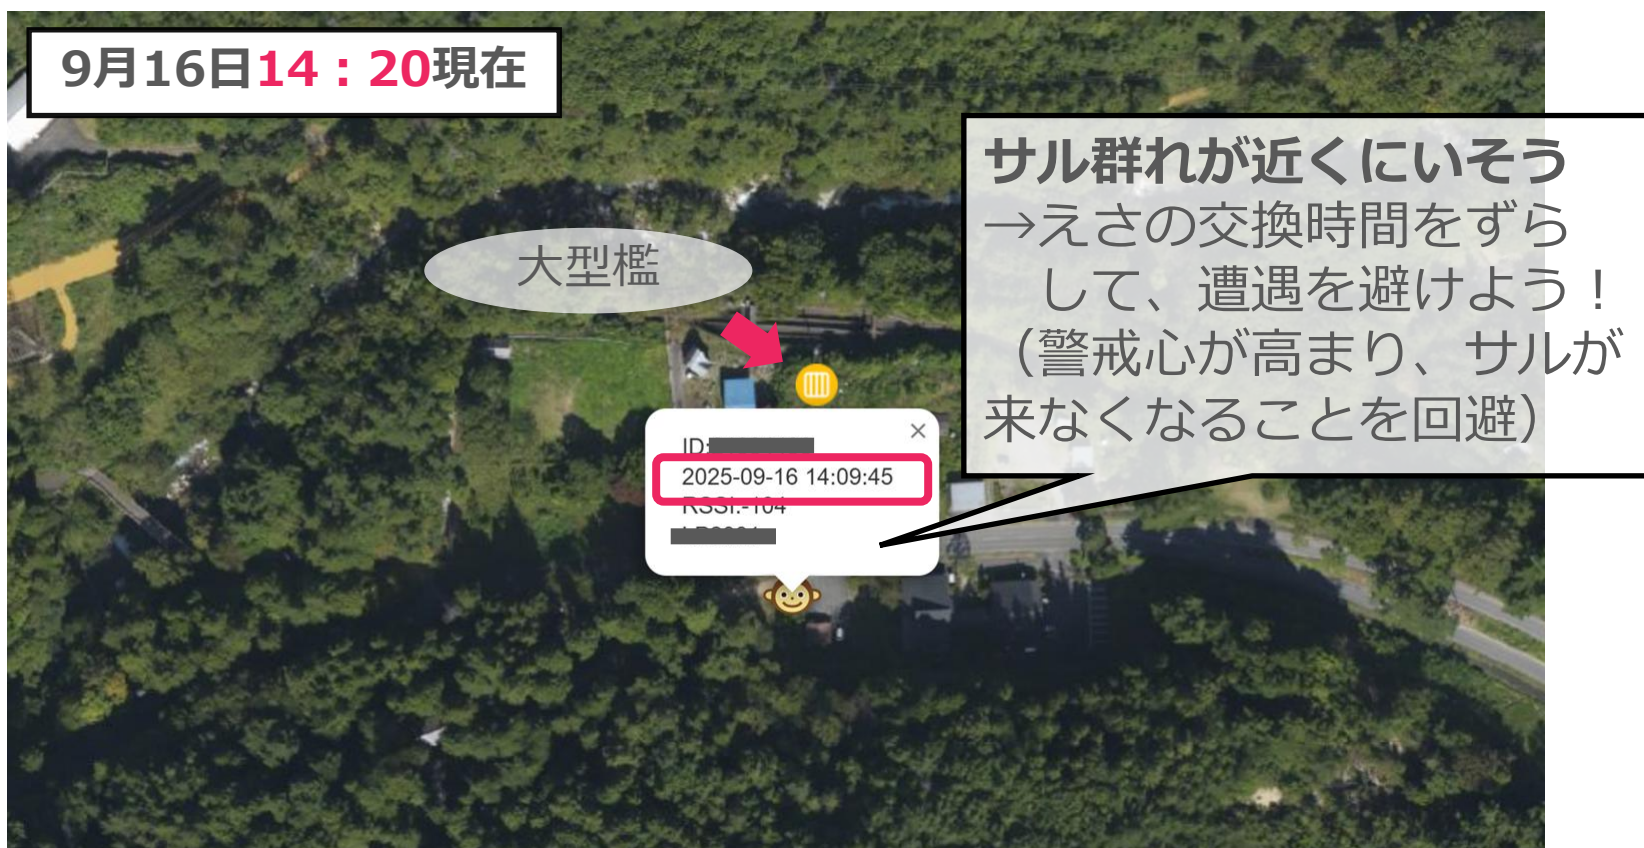 9月16日14：20現在
サル群れが近くにいそう
→えさの交換時間をずら
して、遭遇を避けよう！
（警戒心が高まり、サルが
来なくなることを回避）
大型檻
ID:
2025-09-16 14:09:45
RSSI:-104